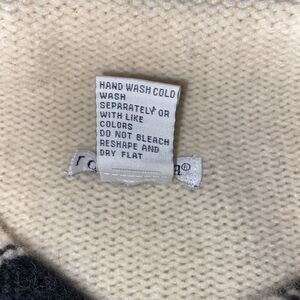 HAND WASH COLD
WASH
SEPARATELY OR
WITH LIKE
COLORS
DO NOT BLEACH
RESHAPE AND
DRY FLAT